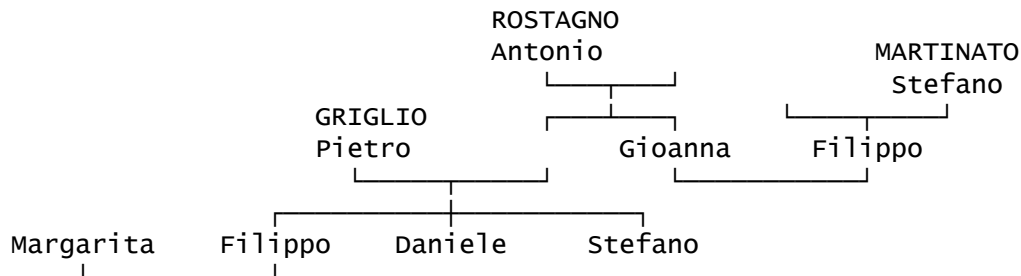 ROSTAGNO
Antonio MARTINATO
Stefano
GRIGLIO
Pietro Gioanna Filippo
Margarita Filippo Daniele Stefano